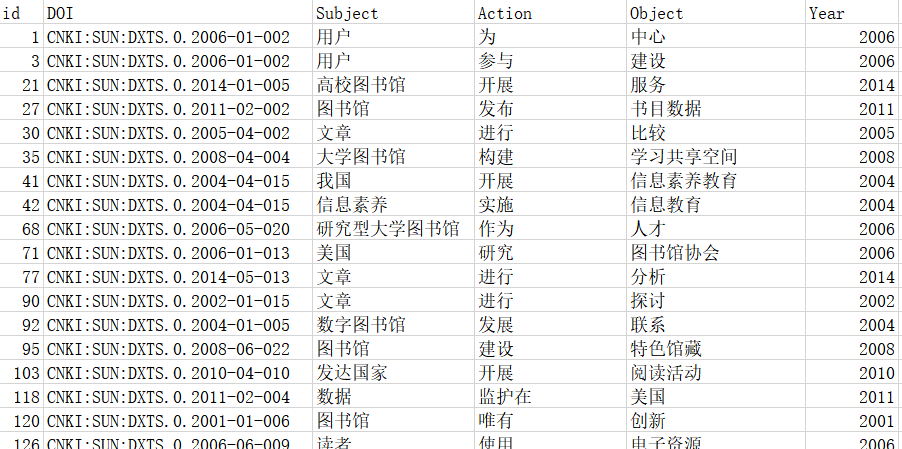 id DOI Subject Action Object Year
1 CNKI:SUN:DXTS.0.2006-01-002 用户 为 中心 2006
3 CNKI:SUN:DXTS.0.2006-01-002 用户 参与 建设 2006
21 CNKI:SUN:DXTS.0.2014-01-005 高校图书馆 开展 服务 2014
27 CNKI:SUN:DXTS.0.2011-02-002 图书馆 发布 书目数据 2011
30 CNKI:SUN:DXTS.0.2005-04-002 文章 进行 比较 2005
35 CNKI:SUN:DXTS.0.2008-04-004 大学图书馆 构建 学习共享空间 2008
41 CNKI:SUN:DXTS.0.2004-04-015 我国 开展 信息素养教育 2004
42 CNKI:SUN:DXTS.0.2004-04-015 信息素养 实施 信息教育 2004
68 CNKI:SUN:DXTS.0.2006-05-020 研究型大学图书馆 作为 人才 2006
71 CNKI:SUN:DXTS.0.2006-01-013 美国 研究 图书馆协会 2006
77 CNKI:SUN:DXTS.0.2014-05-013 文章 进行 分析 2014
90 CNKI:SUN:DXTS.0.2002-01-015 文章 进行 探讨 2002
92 CNKI:SUN:DXTS.0.2004-01-005 数字图书馆 发展 联系 2004
95 CNKI:SUN:DXTS.0.2008-06-022 图书馆 建设 特色馆藏 2008
103 CNKI:SUN:DXTS.0.2010-04-010 发达国家 开展 阅读活动 2010
118 CNKI:SUN:DXTS.0.2011-02-004 数据 监护在 美国 2011
120 CNKI:SUN:DXTS.0.2001-01-006 图书馆 唯有 创新 2001
126 CNKI:SUN:DXTS.0.2006-06-009 读者 使用 电子资源 2006